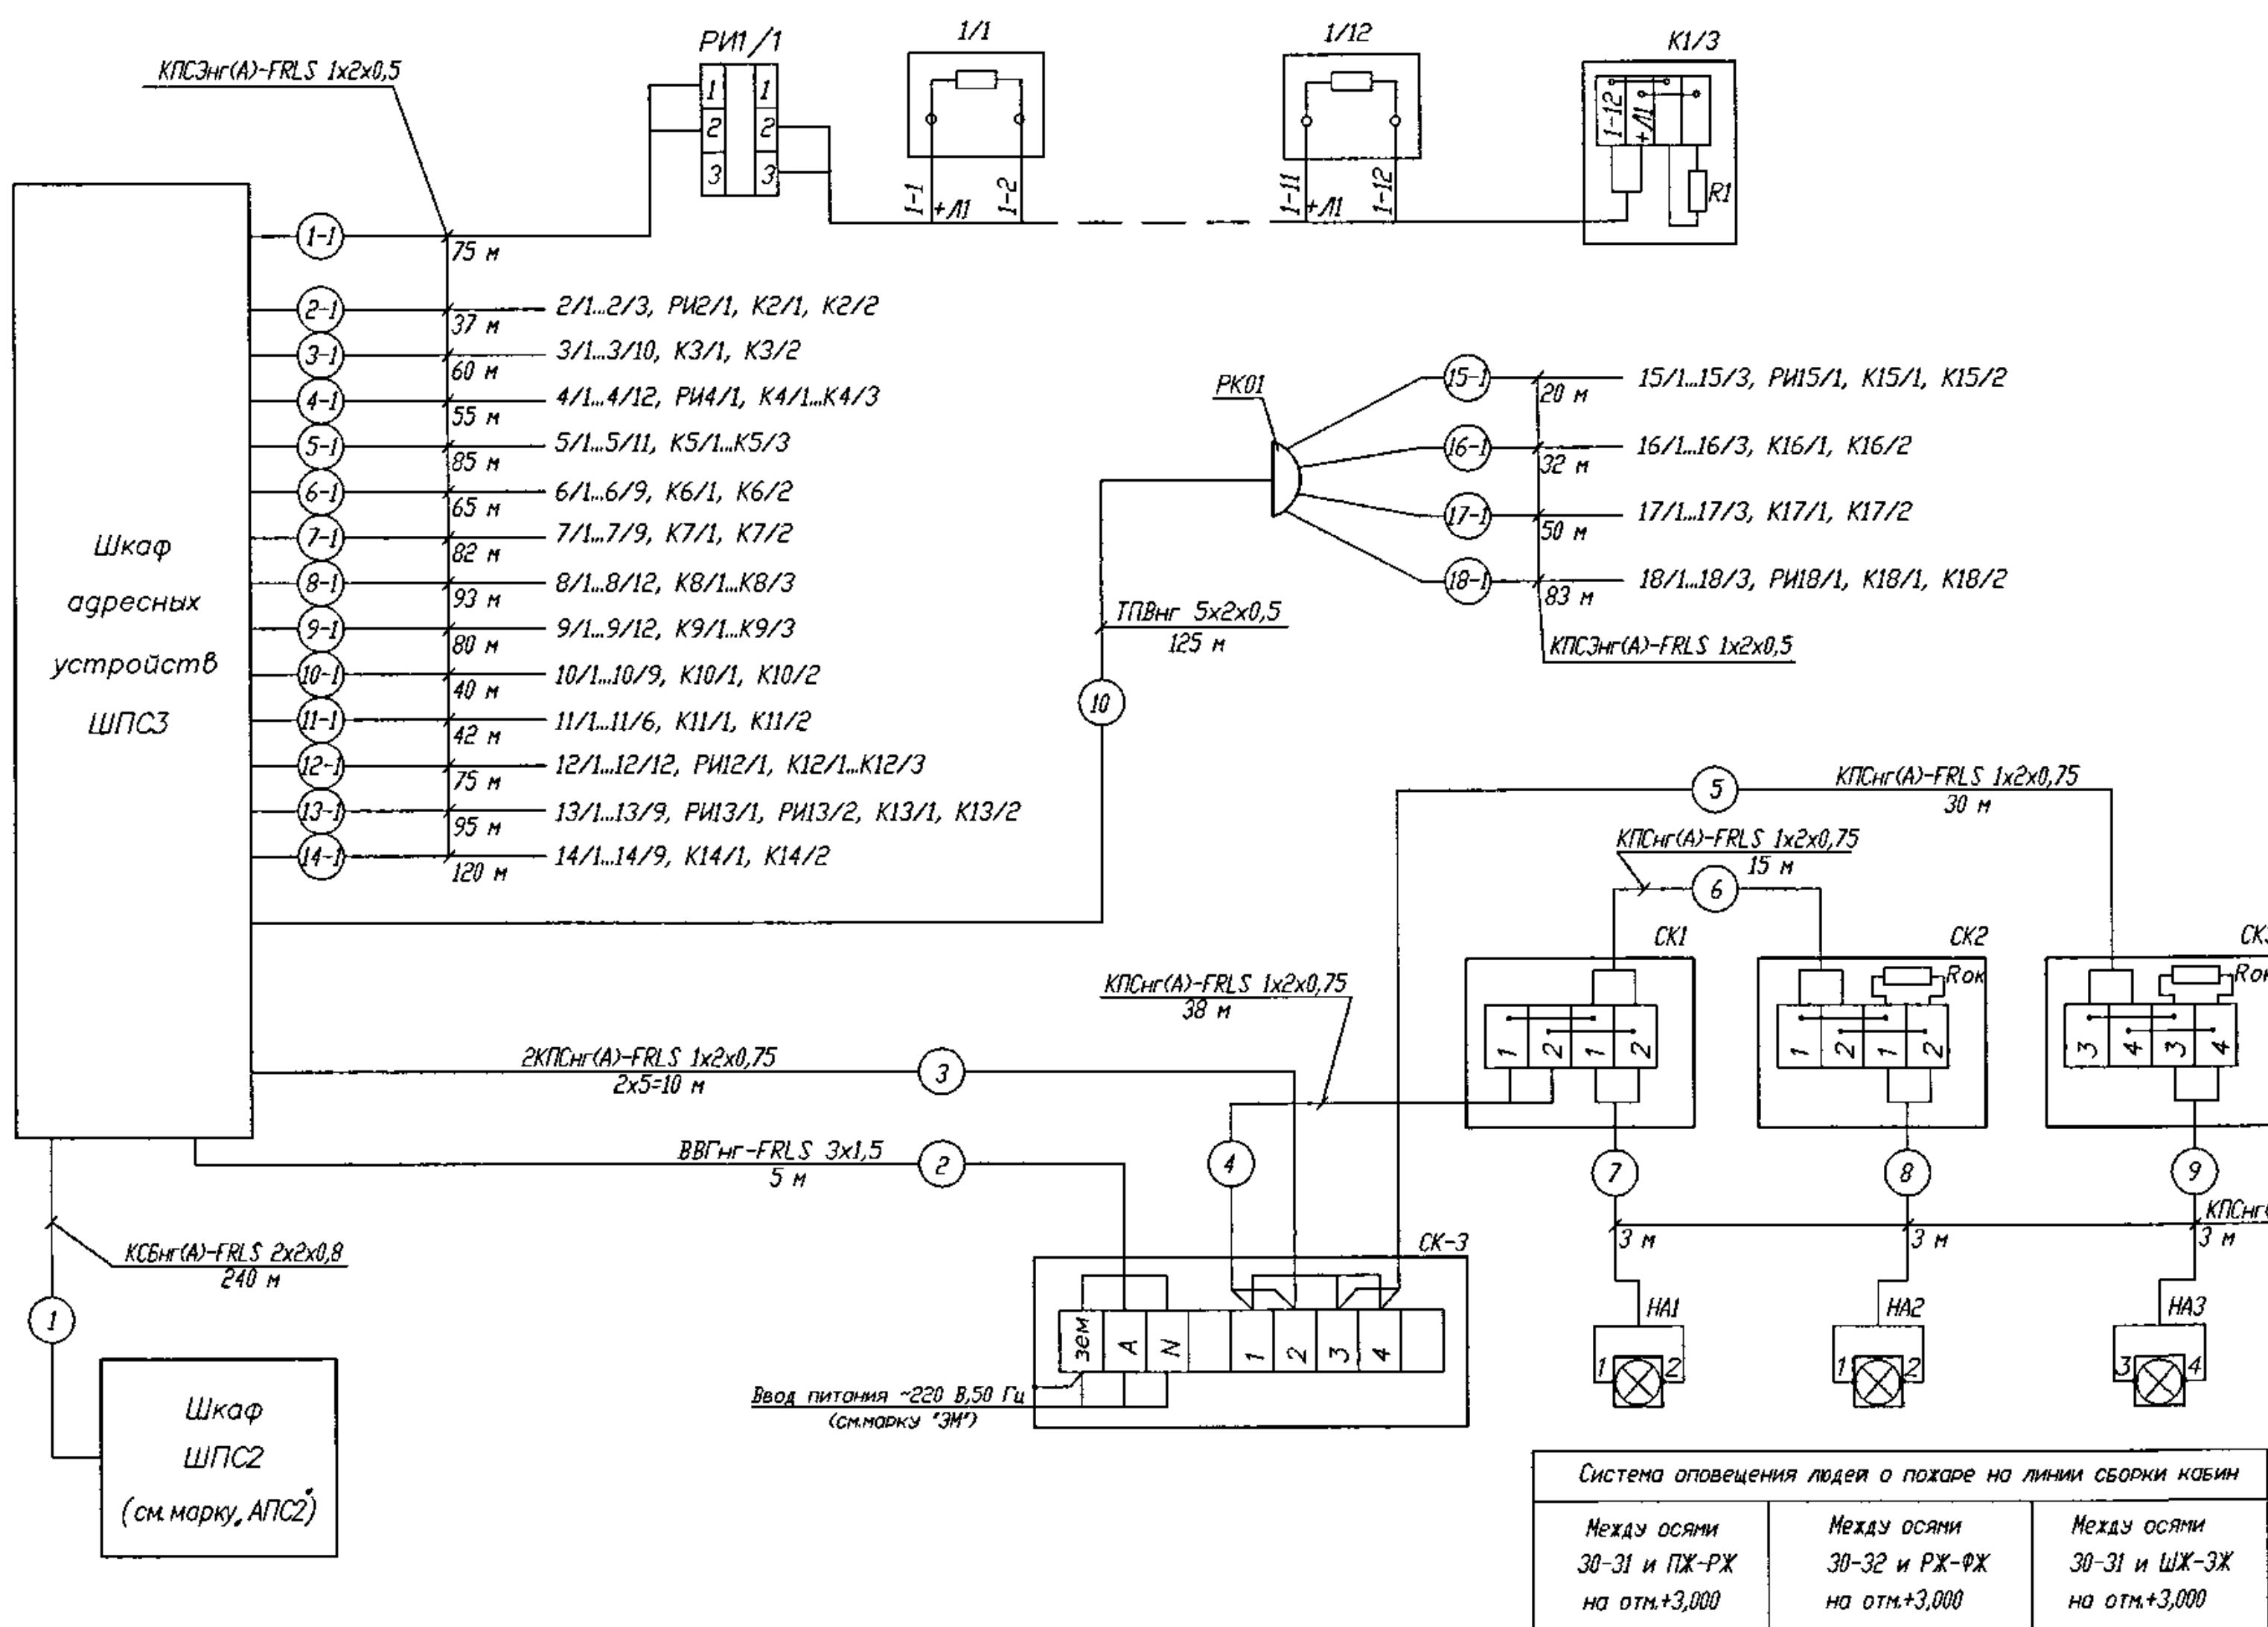 КПСЭнг(А)-FRLS 1х2х0,5
РИ1/1
1/1
1/12
К1/3
1 1
2 2
3 3
1-1
+Л1
1-2
1-11
+Л1
1-12
1-12
+Л1
R1
1-1
75 м
2-1
37 м
2/1...2/3, РИ2/1, К2/1, К2/2
3-1
60 м
3/1...3/10, К3/1, К3/2
4-1
55 м
4/1...4/12, РИ4/1, К4/1...К4/3
5-1
85 м
5/1...5/11, К5/1...К5/3
6-1
65 м
6/1...6/9, К6/1, К6/2
7-1
82 м
7/1...7/9, К7/1, К7/2
8-1
93 м
8/1...8/12, К8/1...К8/3
9-1
80 м
9/1...9/12, К9/1...К9/3
10-1
40 м
10/1...10/9, К10/1, К10/2
11-1
42 м
11/1...11/6, К11/1, К11/2
12-1
75 м
12/1...12/12, РИ12/1, К12/1...К12/3
13-1
95 м
13/1...13/9, РИ13/1, РИ13/2, К13/1, К13/2
14-1
120 м
14/1...14/9, К14/1, К14/2
Шкаф
адресных
устройств
ШПС3
РК01
15-1
20 м
15/1...15/3, РИ15/1, К15/1, К15/2
16-1
32 м
16/1...16/3, К16/1, К16/2
17-1
50 м
17/1...17/3, К17/1, К17/2
18-1
83 м
18/1...18/3, РИ18/1, К18/1, К18/2
КПСЭнг(А)-FRLS 1х2х0,5
ТПВнг 5х2х0,5
125 м
10
5
КПСнг(А)-FRLS 1х2х0,75
30 м
КПСнг(А)-FRLS 1х2х0,75
15 м
6
СК1
СК2
Rок
1 2 1 2
1 2 1 2
3 4 3 4
КПСнг(А)-FRLS 1х2х0,75
38 м
2КПСнг(А)-FRLS 1х2х0,75
2х5=10 м
3
ВВГнг-FRLS 3х1,5
5 м
2
4
7
8
9
3 м
3 м
3 м
КСБнг(А)-FRLS 2х2х0,8
240 м
1
СК-3
зем A N 1 2 3 4
Ввод питания ~220 В,50 Гц
(см.марку "ЭМ")
НА1
НА2
НА3
1 2
1 2
3 4
Шкаф
ШПС2
(см. марку „АПС2")
Система оповещения людей о пожаре на линии сборки кабин
Между осями
30-31 и ПЖ-РЖ
на отм.+3,000
Между осями
30-32 и РЖ-ФЖ
на отм.+3,000
Между осями
30-31 и ШЖ-ЭЖ
на отм.+3,000